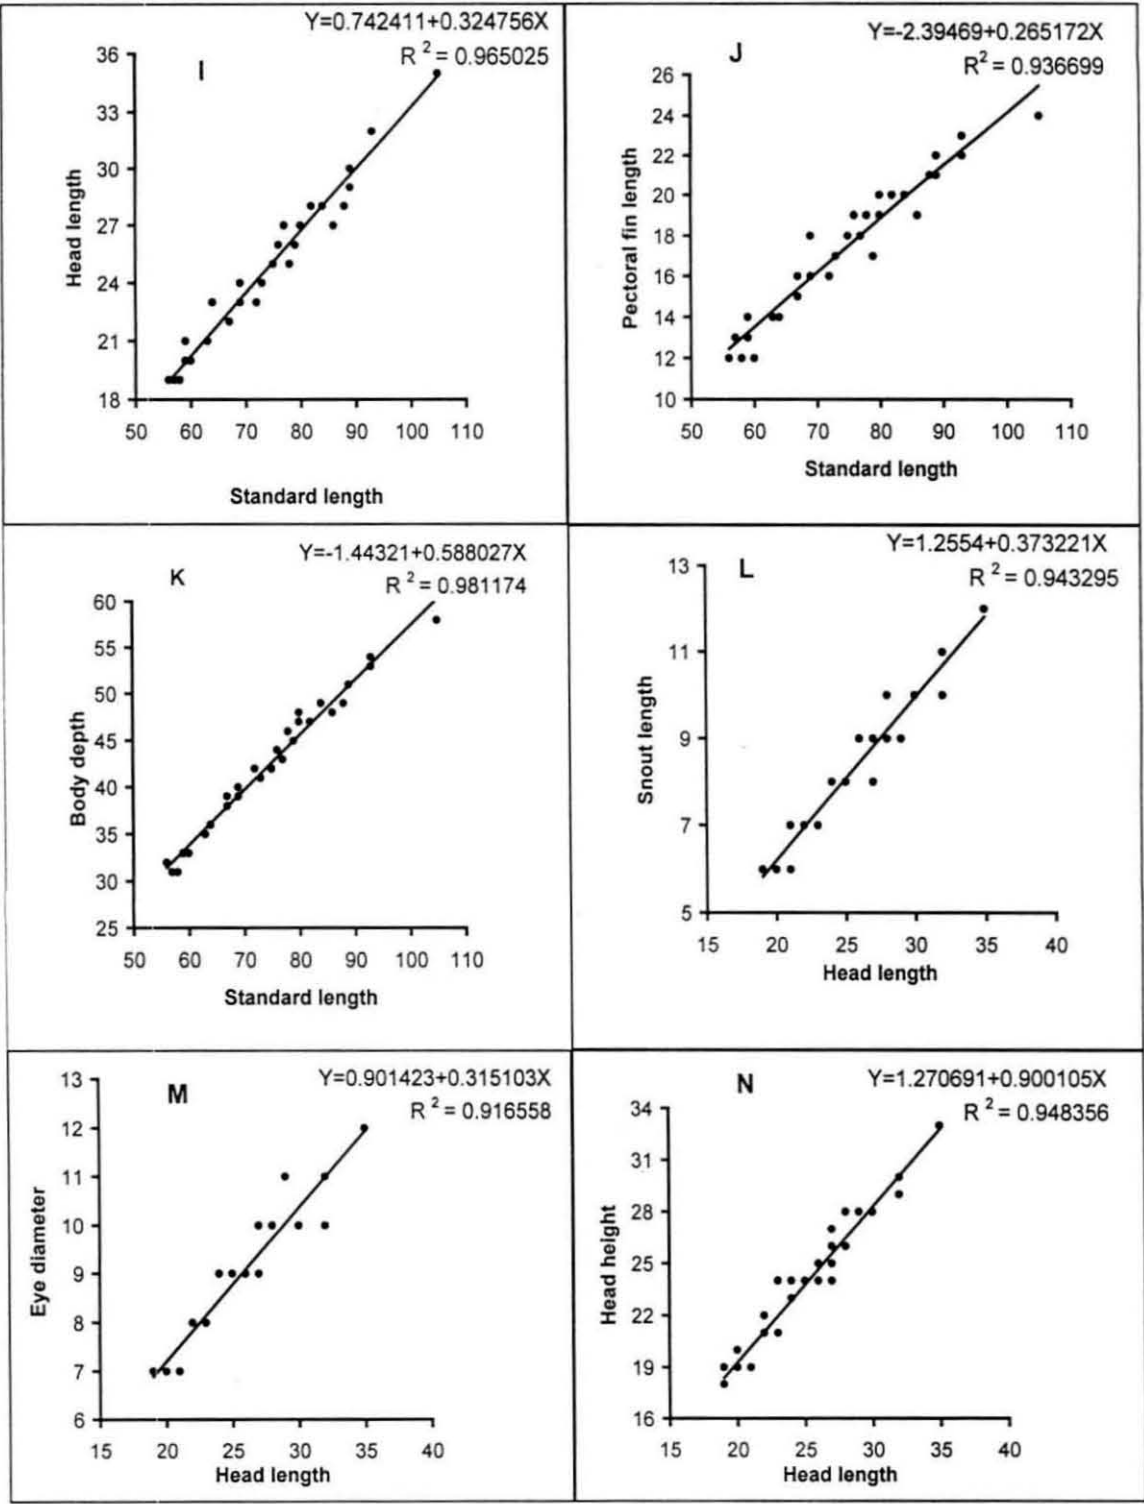 Y=0.742411+0.324756X
R 2 = 0.965025
I
36
33
30
27
24
21
18
Head length
50 60 70 80 90 100 110
Standard length
Y=-2.39469+0.265172X
R2 = 0.936699
J
26
24
22
20
18
16
14
12
10
Pectoral fin length
50 60 70 80 90 100 110
Standard length
Y=-1.44321+0.588027X
R 2 = 0.981174
K
60
55
50
45
40
35
30
25
Body depth
50 60 70 80 90 100 110
Standard length
Y=1.2554+0.373221X
R 2 = 0.943295
L
13
11
9
7
5
Snout length
15 20 25 30 35 40
Head length
Y=0.901423+0.315103X
R 2 = 0.916558
M
13
12
11
10
9
8
7
6
Eye diameter
15 20 25 30 35 40
Head length
Y=1.270691+0.900105X
R 2 = 0.948356
N
34
31
28
25
22
19
16
Head height
15 20 25 30 35 40
Head length